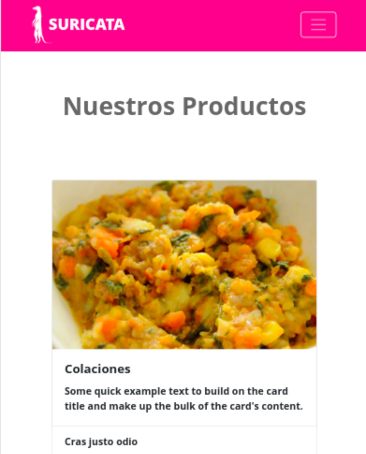 SURICATA
Nuestros Productos
Colaciones
Some quick example text to build on the card
title and make up the bulk of the card's content.
Cras justo odio